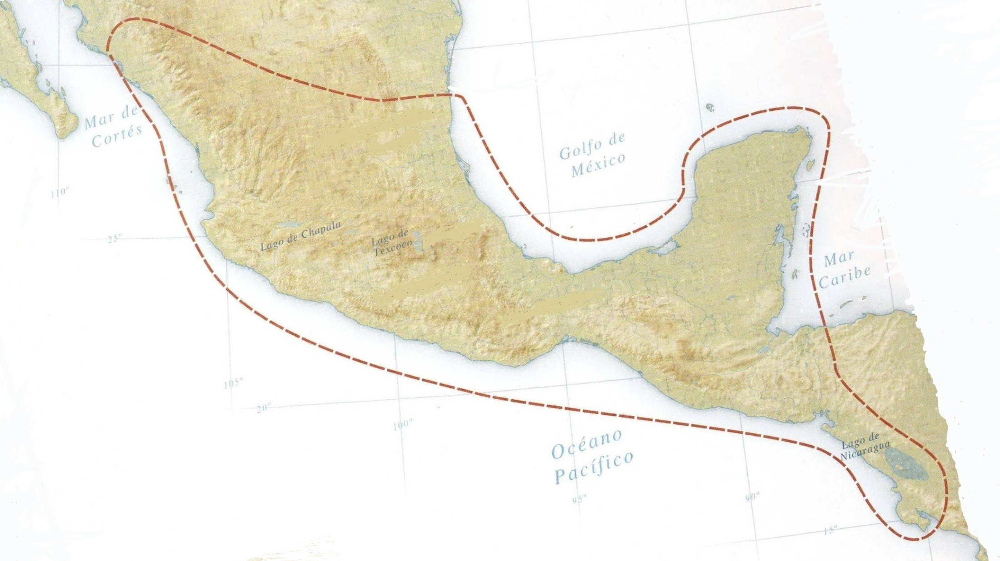 Mar de
Cortés
Golfo de
México
110°
25°
Lago de Chapala
Lago de
Texcoco
Mar
Caribe
105°
20°
100°
Océano
Pacífico
Lago de
Nicaragua
95°
90°
15°